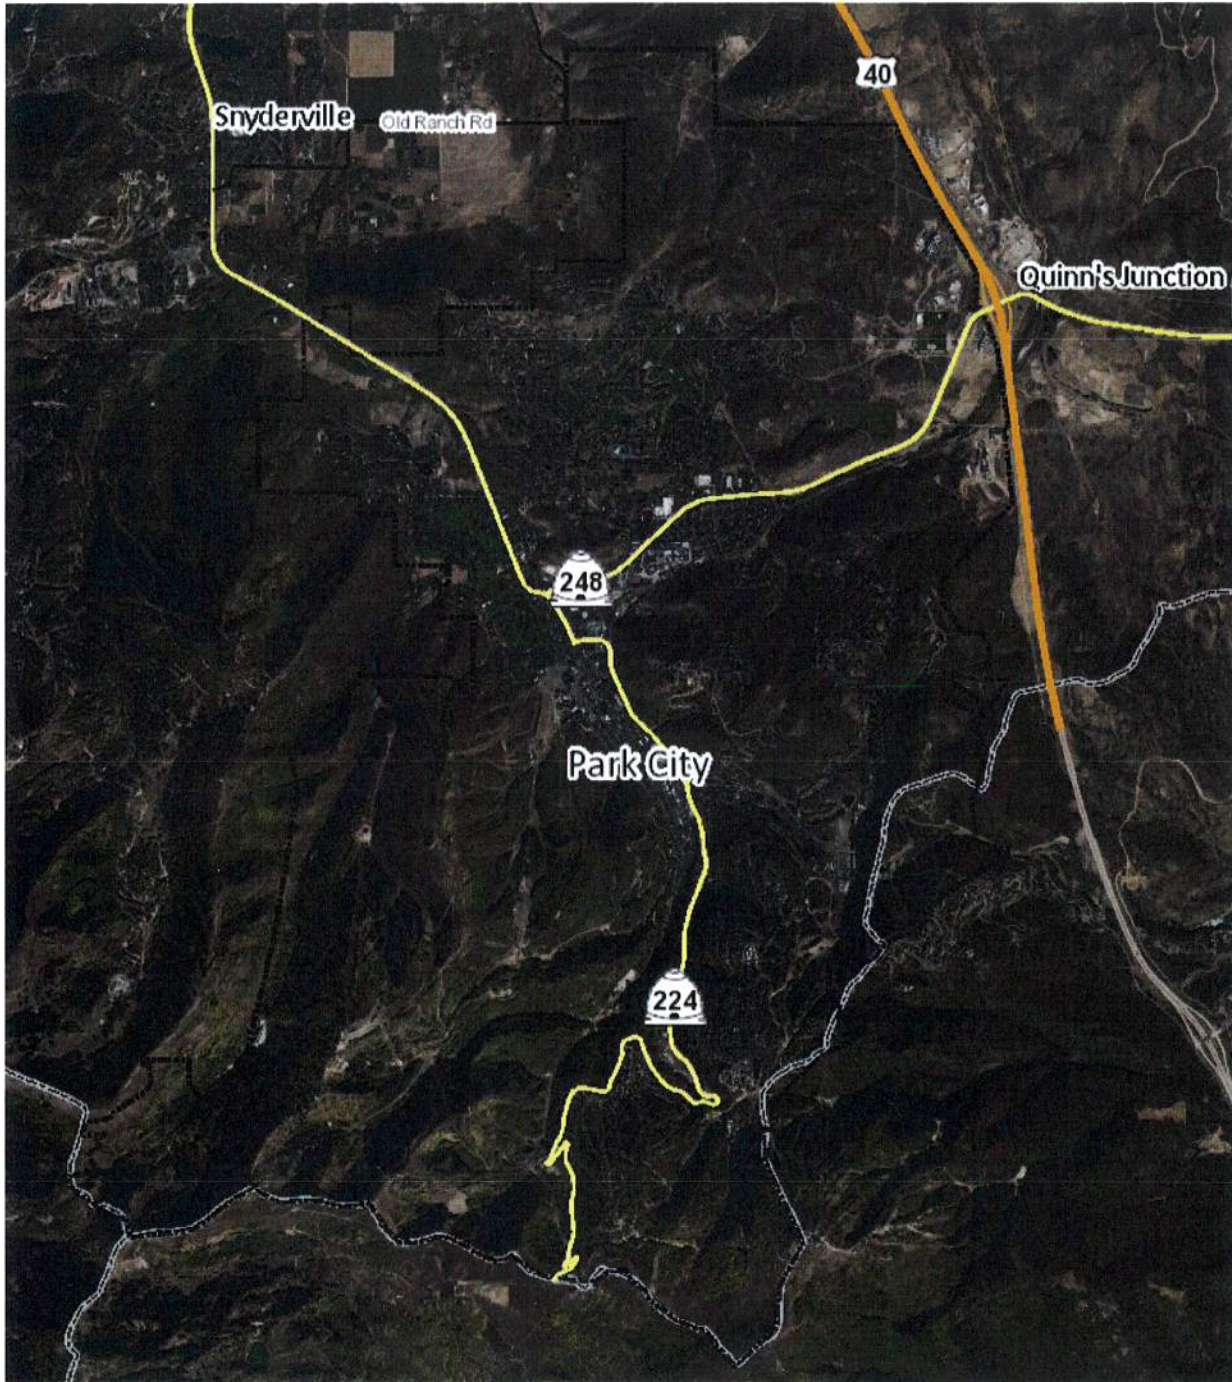 40
Snyderville
Old Ranch Rd
Quinn's Junction
248
Park City
224